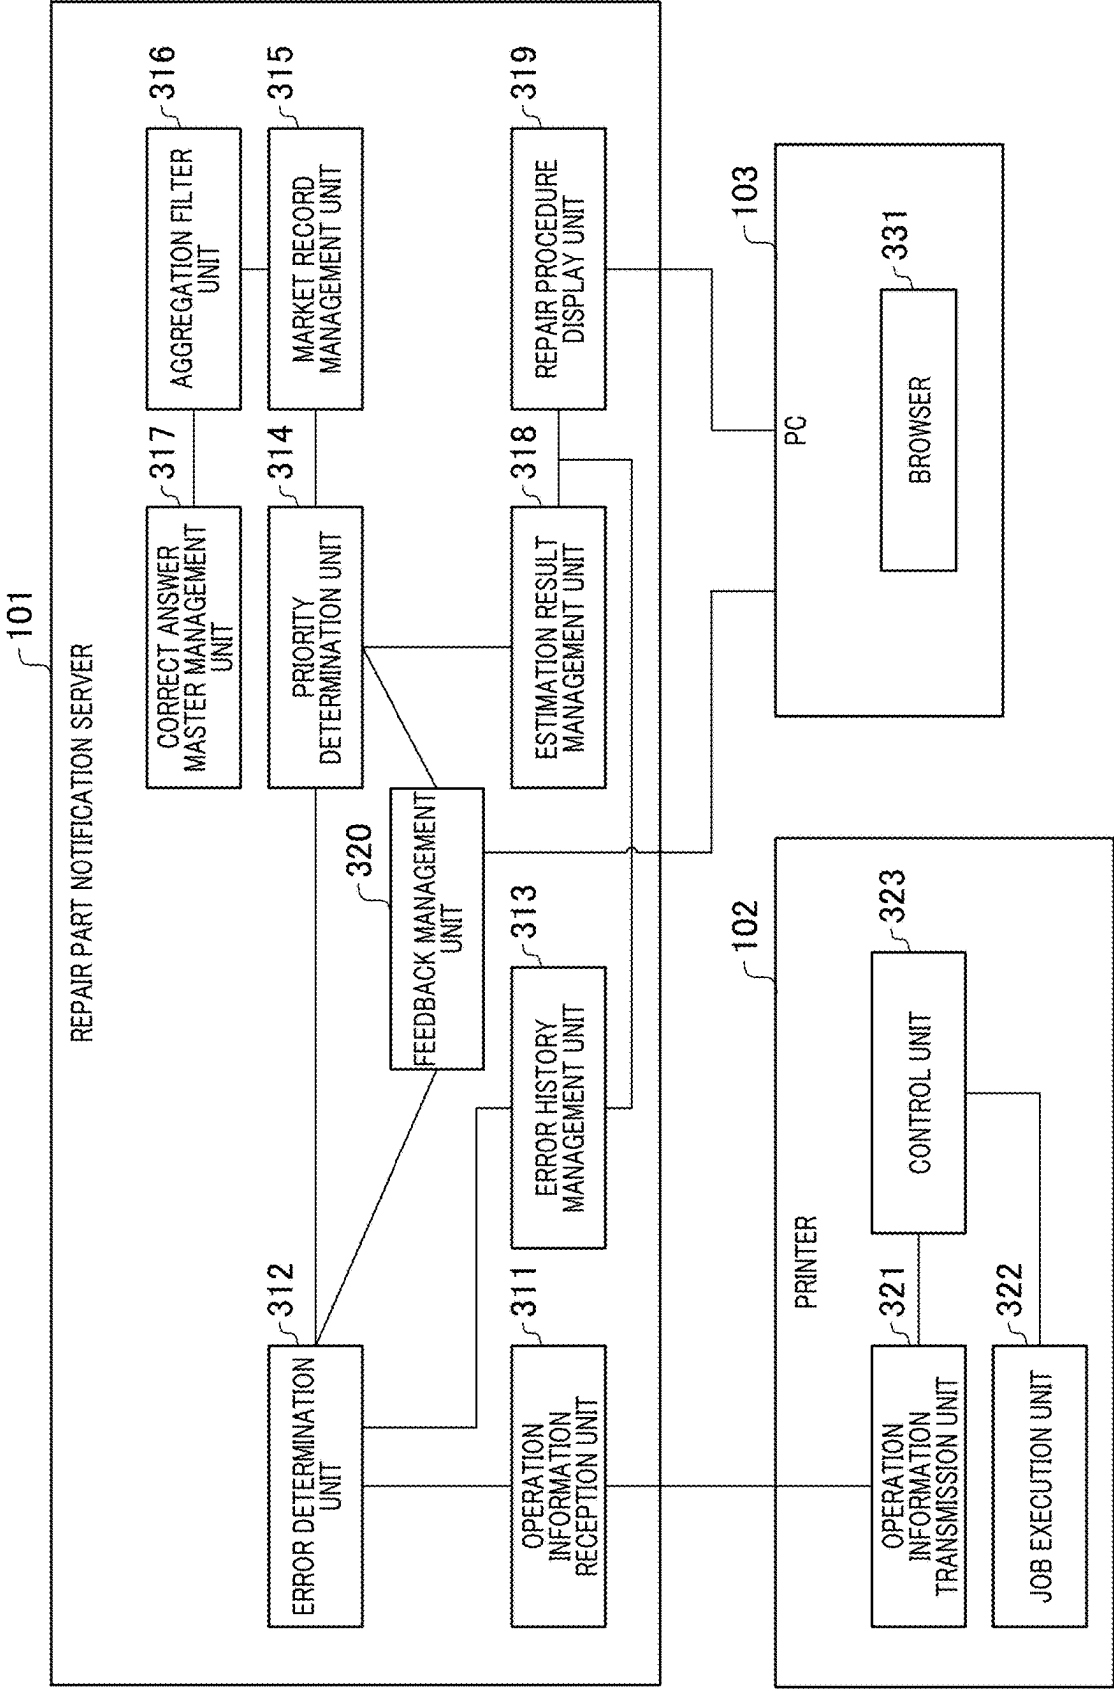 101
REPAIR PART NOTIFICATION SERVER
312
ERROR DETERMINATION
UNIT
311
OPERATION
INFORMATION
RECEPTION UNIT
313
ERROR HISTORY
MANAGEMENT UNIT
320
FEEDBACK MANAGEMENT
UNIT
317
CORRECT ANSWER
MASTER MANAGEMENT
UNIT
314
PRIORITY
DETERMINATION UNIT
318
ESTIMATION RESULT
MANAGEMENT UNIT
316
AGGREGATION FILTER
UNIT
315
MARKET RECORD
MANAGEMENT UNIT
319
REPAIR PROCEDURE
DISPLAY UNIT
102
PRINTER
321
OPERATION
INFORMATION
TRANSMISSION UNIT
322
JOB EXECUTION UNIT
323
CONTROL UNIT
103
PC
331
BROWSER